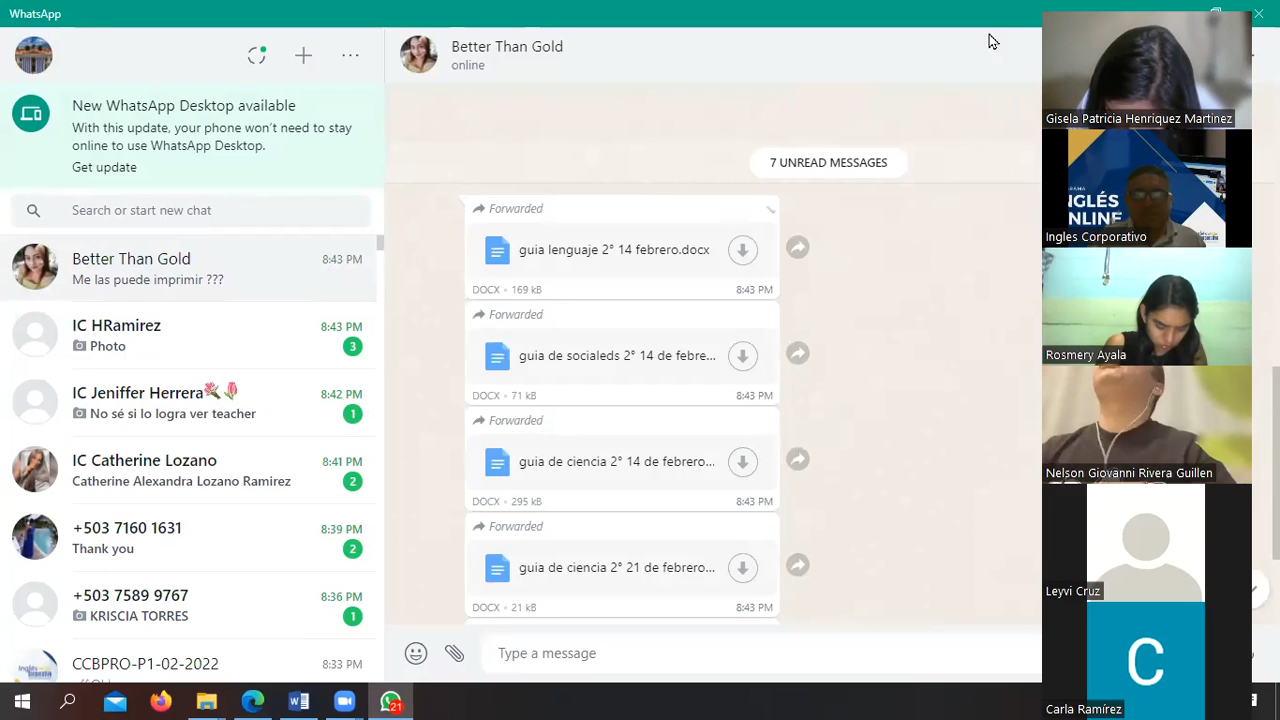 WhatsApp
New WhatsApp Desktop available
With this update, your phone won't need to stay
online to use WhatsApp Desktop.
Get update
Search or start new chat
Better Than Gold
8:43 PM
Me las puede imprimir ???
IC HRamirez
8:43 PM
Photo
3
IC Jeniffer Herrera
8:42 PM
No sé si lo logra ver teacher
1
IC Catherine Lozano
8:41 PM
Catherine Alexandra Lozano Ramirez
2
+503 7160 1631
8:39 PM
Thank you
2
+503 7589 9767
8:36 PM
KRISCIA TORRES
1
CCBPRO-P1-02-2022
8:33 PM
Better Than Gold
online
7 UNREAD MESSAGES
Forwarded
guia lenguaje 2° 14 febrero.docx
DOCX • 169 kB
8:43 PM
Forwarded
guia de socialeds 2° 14 de febre...
DOCX • 71 kB
8:43 PM
Forwarded
guia de ciencia 2° 14 de febrero...
DOCX • 295 kB
8:43 PM
Forwarded
guia de ciencia 2° 21 de febrero...
DOCX • 21 kB
8:43 PM
Type a message
Gisela Patricia Henriquez Martinez
NGLÉS
ONLINE
Ingles Corporativo
Rosmery Ayala
Nelson Giovanni Rivera Guillen
Leyvi Cruz
C
Carla Ramírez
21